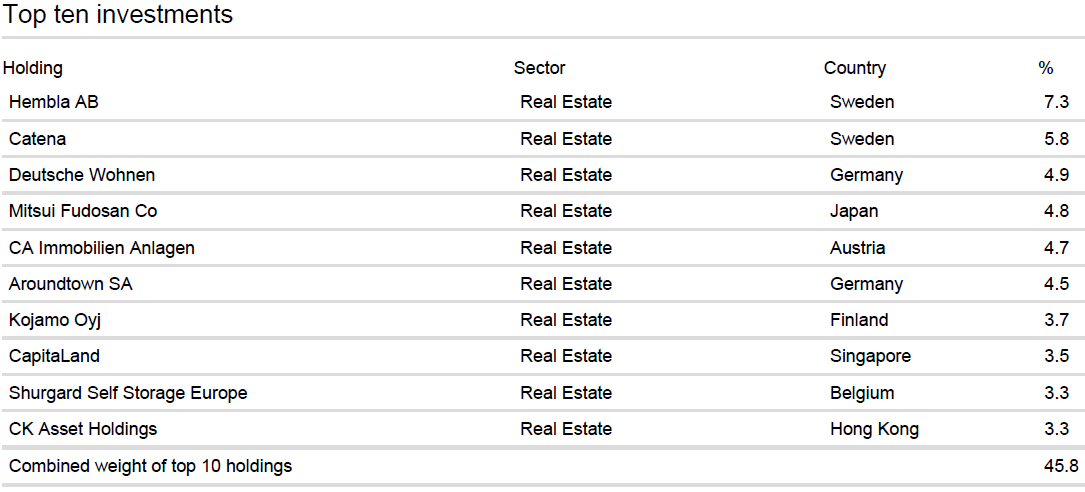 Top ten investments
Holding Sector Country %
Hembla AB Real Estate Sweden 7.3
Catena Real Estate Sweden 5.8
Deutsche Wohnen Real Estate Germany 4.9
Mitsui Fudosan Co Real Estate Japan 4.8
CA Immobilien Anlagen Real Estate Austria 4.7
Aroundtown SA Real Estate Germany 4.5
Kojamo Oyj Real Estate Finland 3.7
CapitaLand Real Estate Singapore 3.5
Shurgard Self Storage Europe Real Estate Belgium 3.3
CK Asset Holdings Real Estate Hong Kong 3.3
Combined weight of top 10 holdings 45.8